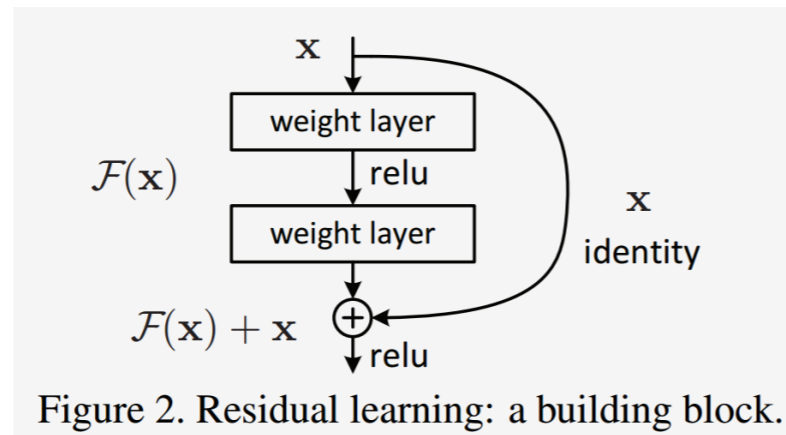 x
weight layer
relu
F(x)
weight layer
x
identity
F(x) + x
relu
Figure 2. Residual learning: a building block.